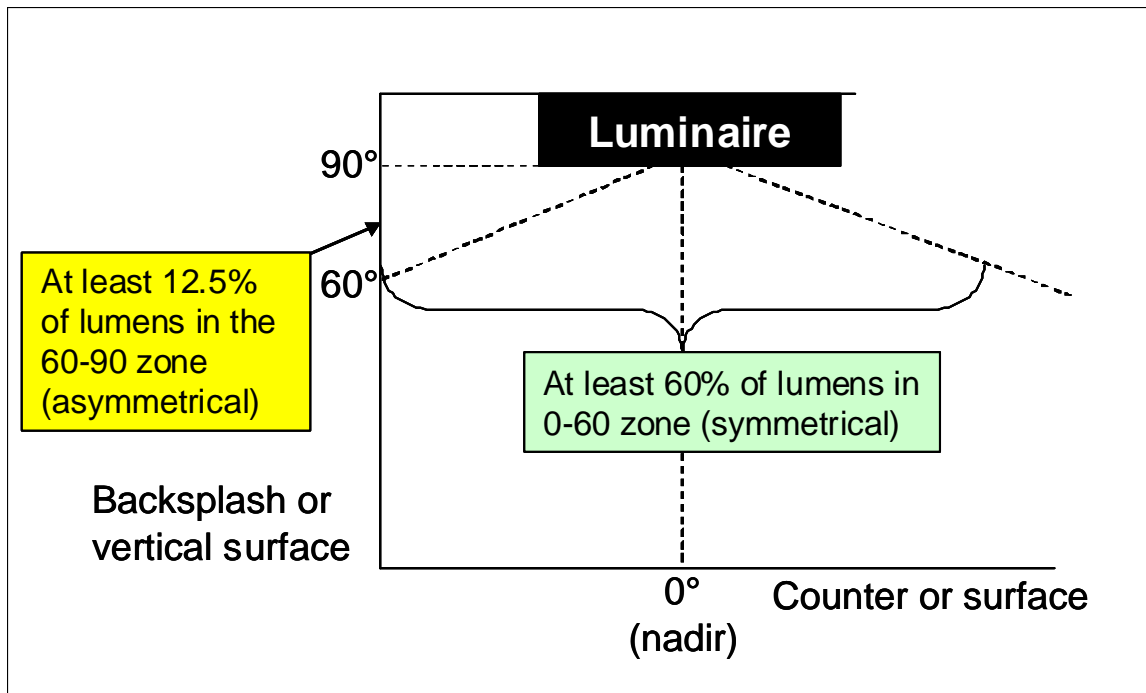 Luminaire
90°
60°
At least 12.5%
of lumens in the
60-90 zone
(asymmetrical)
At least 60% of lumens in
0-60 zone (symmetrical)
Backsplash or
vertical surface
0°
(nadir)
Counter or surface